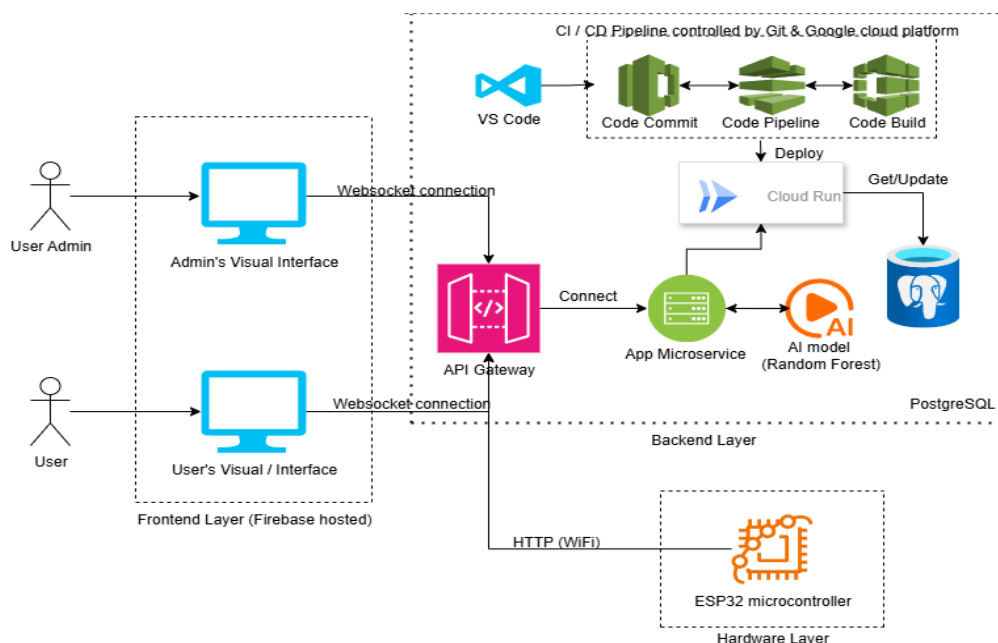 CI / CD Pipeline controlled by Git & Google cloud platform
VS Code
Code Commit
Code Pipeline
Code Build
Deploy
Cloud Run
Get/Update
User Admin
Admin's Visual Interface
Websocket connection
</>
API Gateway
Connect
App Microservice
AI
AI model
(Random Forest)
PostgreSQL
Backend Layer
User
User's Visual / Interface
Websocket connection
Frontend Layer (Firebase hosted)
HTTP (WiFi)
ESP32 microcontroller
Hardware Layer